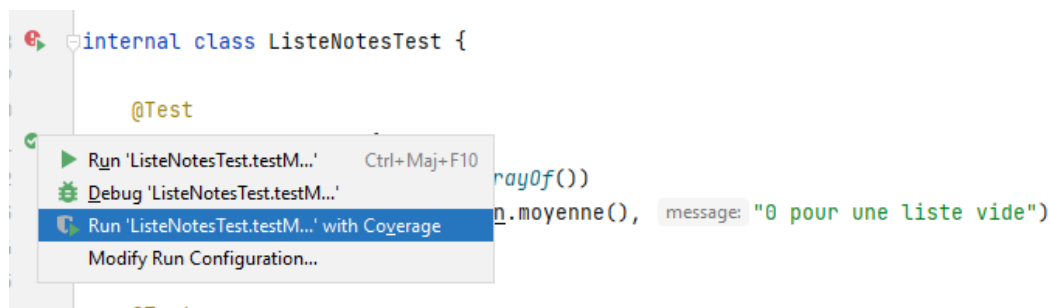 internal class ListeNotesTest {
@Test
Run 'ListeNotesTest.testM...' Ctrl+Maj+F10
rayOf())
Debug 'ListeNotesTest.testM...'
n.moyenne(), message: "0 pour une liste vide")
Run 'ListeNotesTest.testM...' with Coverage
Modify Run Configuration...